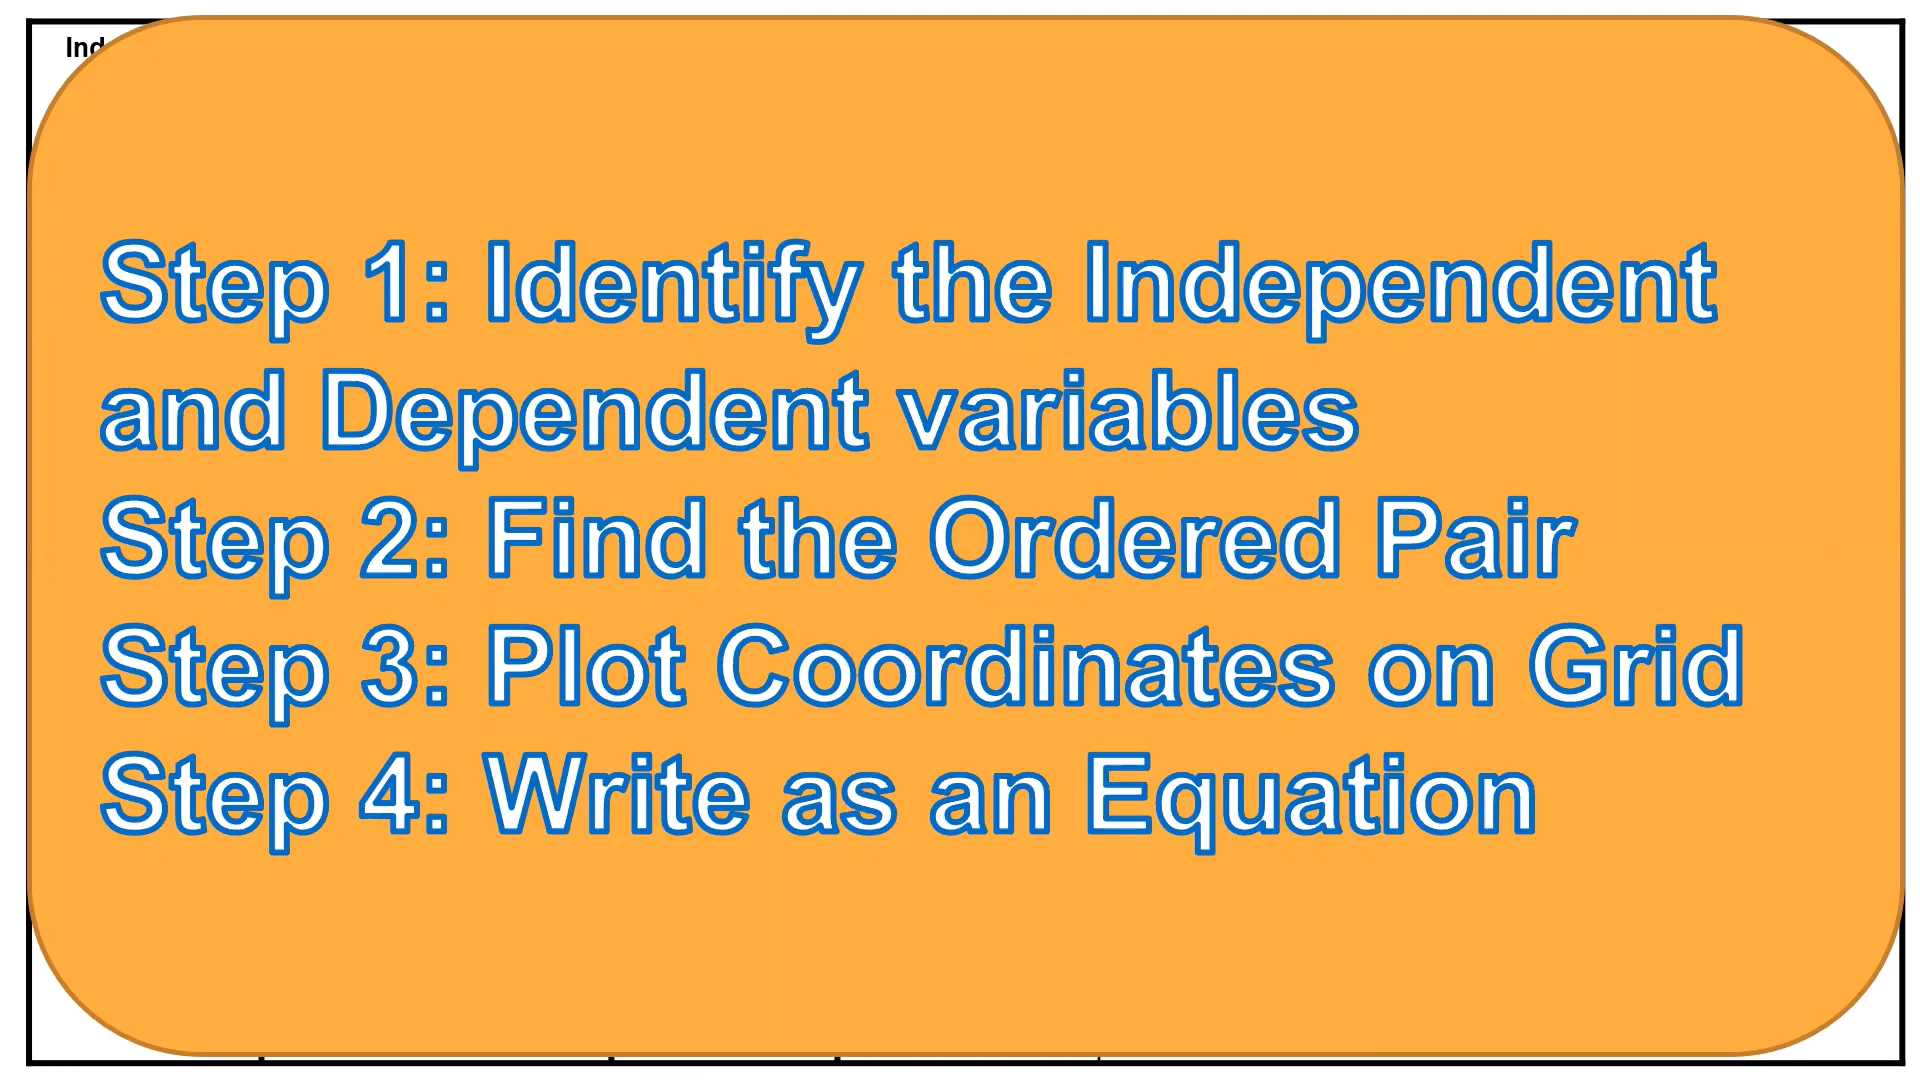 Ind
Step 1: Identify the Independent
and Dependent variables
Step 2: Find the Ordered Pair
Step 3: Plot Coordinates on Grid
Step 4: Write as an Equation